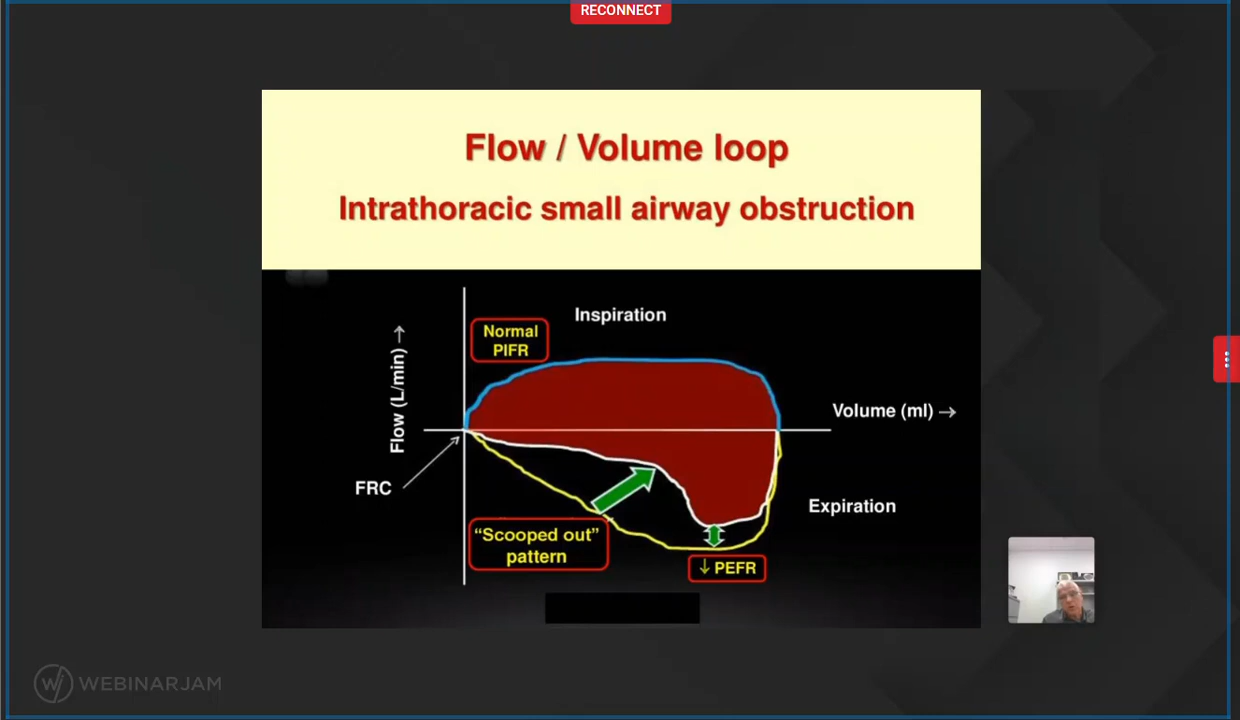 RECONNECT
Flow / Volume loop
Intrathoracic small airway obstruction
Inspiration
Normal
PIFR
Flow (L/min) →
Volume (ml) →
FRC
Expiration
“Scooped out”
pattern
↓ PEFR
WEBINARJAM